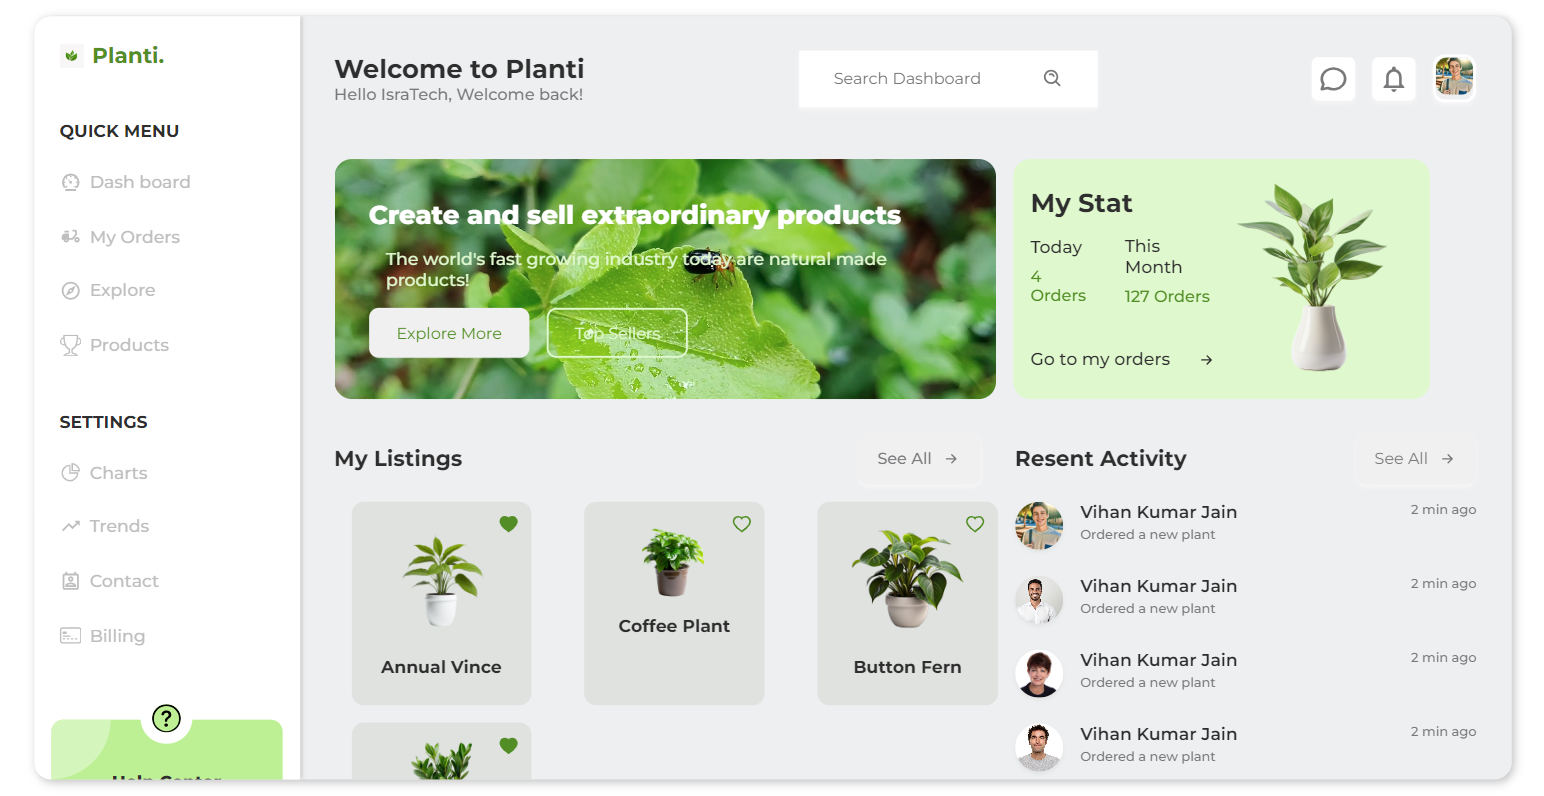 Planti.
QUICK MENU
Dash board
My Orders
Explore
Products
SETTINGS
Charts
Trends
Contact
Billing
?
Help Center
Welcome to Planti
Hello IsraTech, Welcome back!
Search Dashboard
Create and sell extraordinary products
The world's fast growing industry today are natural made
products!
Explore More
Top Sellers
My Stat
Today
4
Orders
This
Month
127 Orders
Go to my orders
My Listings
See All
Annual Vince
Coffee Plant
Button Fern
Resent Activity
See All
Vihan Kumar Jain
2 min ago
Ordered a new plant
Vihan Kumar Jain
2 min ago
Ordered a new plant
Vihan Kumar Jain
2 min ago
Ordered a new plant
Vihan Kumar Jain
2 min ago
Ordered a new plant